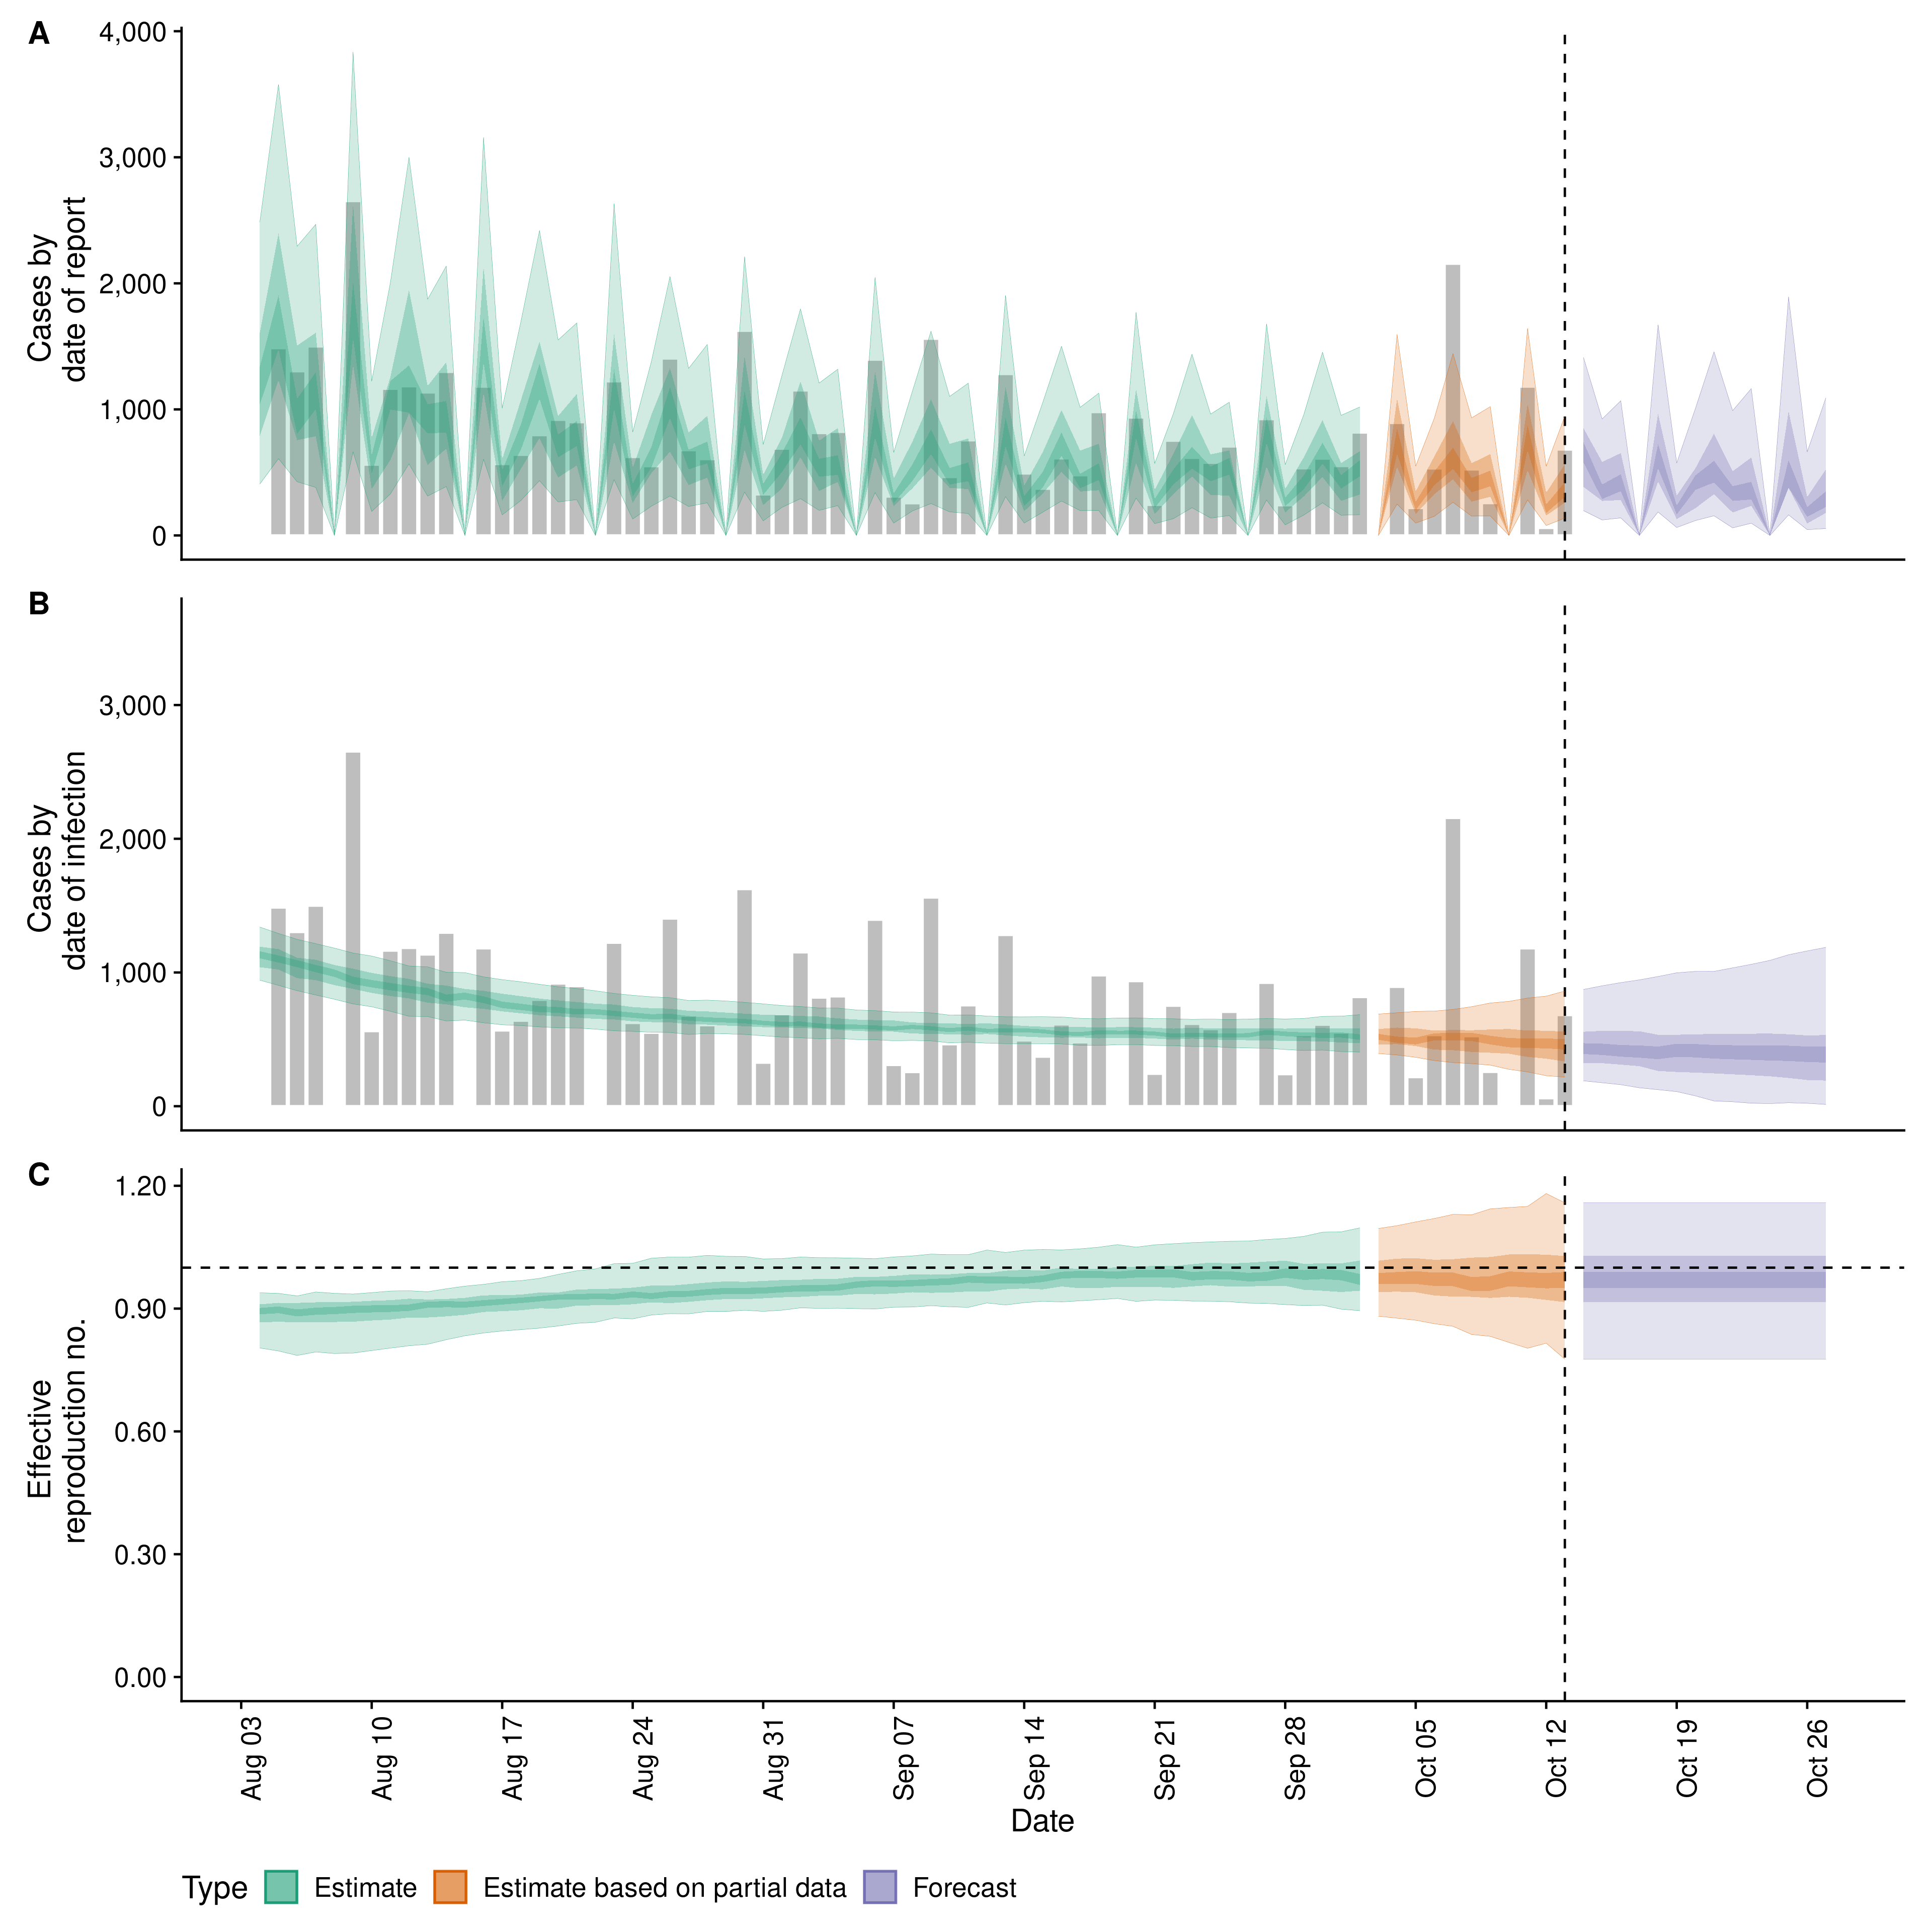 A
Cases by
date of report
4,000
3,000
2,000
1,000
0
B
Cases by
date of infection
3,000
2,000
1,000
0
C
Effective
reproduction no.
1.20
0.90
0.60
0.30
0.00
Aug 03
Aug 10
Aug 17
Aug 24
Aug 31
Sep 07
Sep 14
Sep 21
Sep 28
Oct 05
Oct 12
Oct 19
Oct 26
Date
Type Estimate Estimate based on partial data Forecast